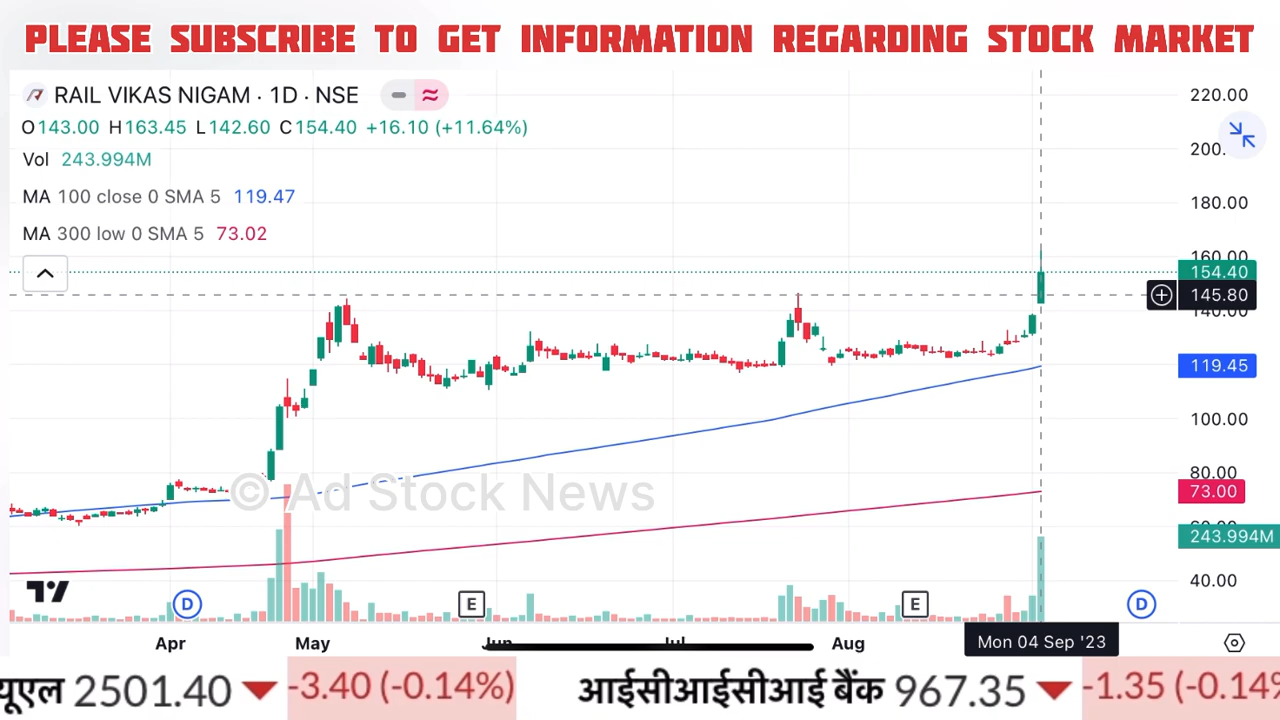 PLEASE SUBSCRIBE TO GET INFORMATION REGARDING STOCK MARKET
RAIL VIKAS NIGAM · 1D · NSE
O143.00 H163.45 L142.60 C154.40 +16.10 (+11.64%)
Vol 243.994M
MA 100 close 0 SMA 5 119.47
MA 300 low 0 SMA 5 73.02
220.00
200.
180.00
160.00
154.40
145.80
140.00
119.45
100.00
80.00
73.00
243.994M
40.00
© Ad Stock News
D E E D
Apr May Jun Jul Aug Mon 04 Sep '23
यूएल 2501.40 -3.40 (-0.14%) आईसीआईसीआई बैंक 967.35 -1.35 (-0.14%